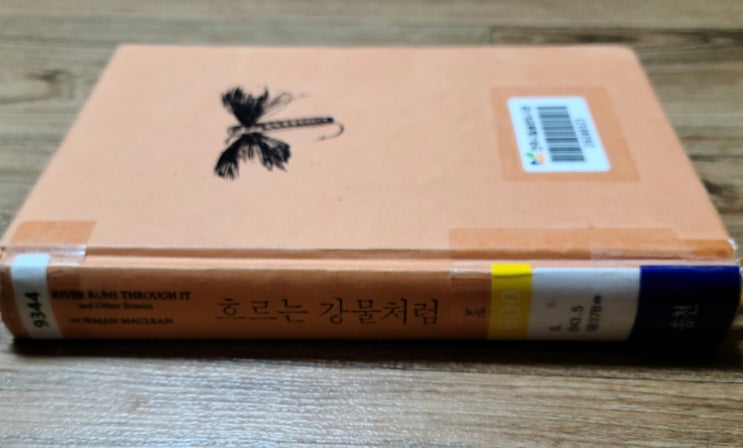 9344
RIVER RUNS THROUGH IT
and Other Stories
NORMAN MACLEAN
흐르는 강물처럼
노먼
800
843.5
송천